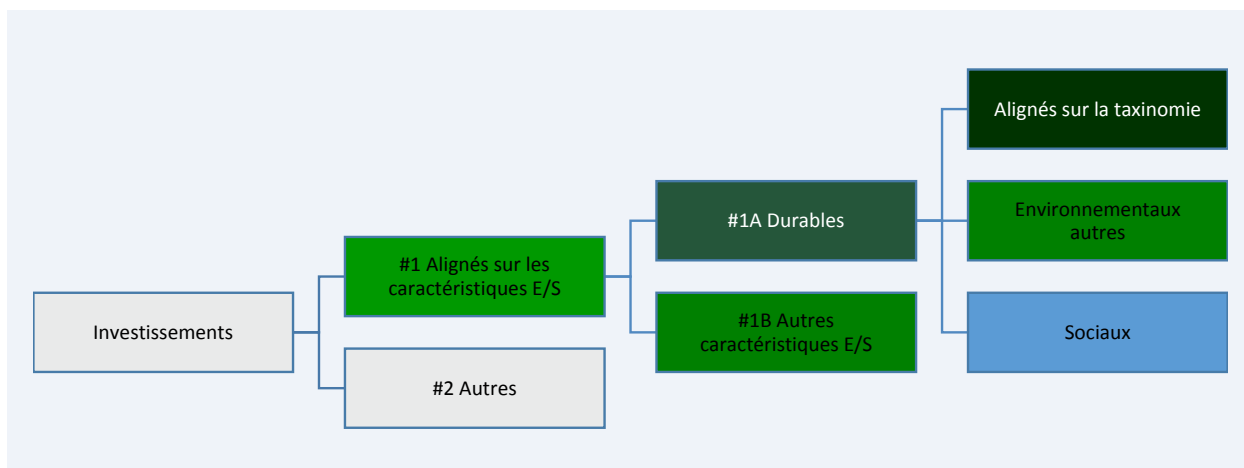 Investissements
#1 Alignés sur les
caractéristiques E/S
#2 Autres
#1A Durables
#1B Autres
caractéristiques E/S
Alignés sur la taxinomie
Environnementaux
autres
Sociaux